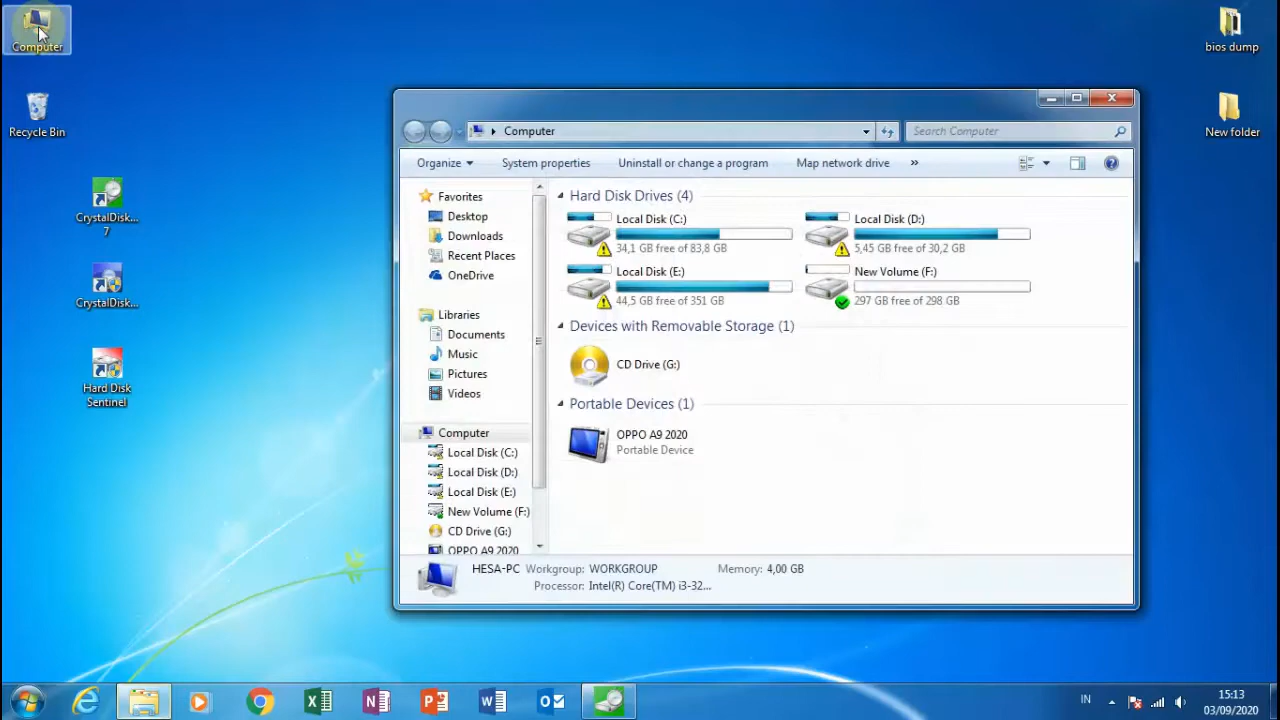 Computer
Recycle Bin
CrystalDisk...
7
CrystalDisk...
Hard Disk
Sentinel
bios dump
New folder
Computer
Search Computer
Organize
System properties
Uninstall or change a program
Map network drive
»
Favorites
Desktop
Downloads
Recent Places
OneDrive
Libraries
Documents
Music
Pictures
Videos
Computer
Local Disk (C:)
Local Disk (D:)
Local Disk (E:)
New Volume (F:)
CD Drive (G:)
OPPO A9 2020
Hard Disk Drives (4)
Local Disk (C:)
34,1 GB free of 83,8 GB
Local Disk (D:)
5,45 GB free of 30,2 GB
Local Disk (E:)
44,5 GB free of 351 GB
New Volume (F:)
297 GB free of 298 GB
Devices with Removable Storage (1)
CD Drive (G:)
Portable Devices (1)
OPPO A9 2020
Portable Device
HESA-PC Workgroup: WORKGROUP Memory: 4,00 GB
Processor: Intel(R) Core(TM) i3-32...
IN
15:13
03/09/2020